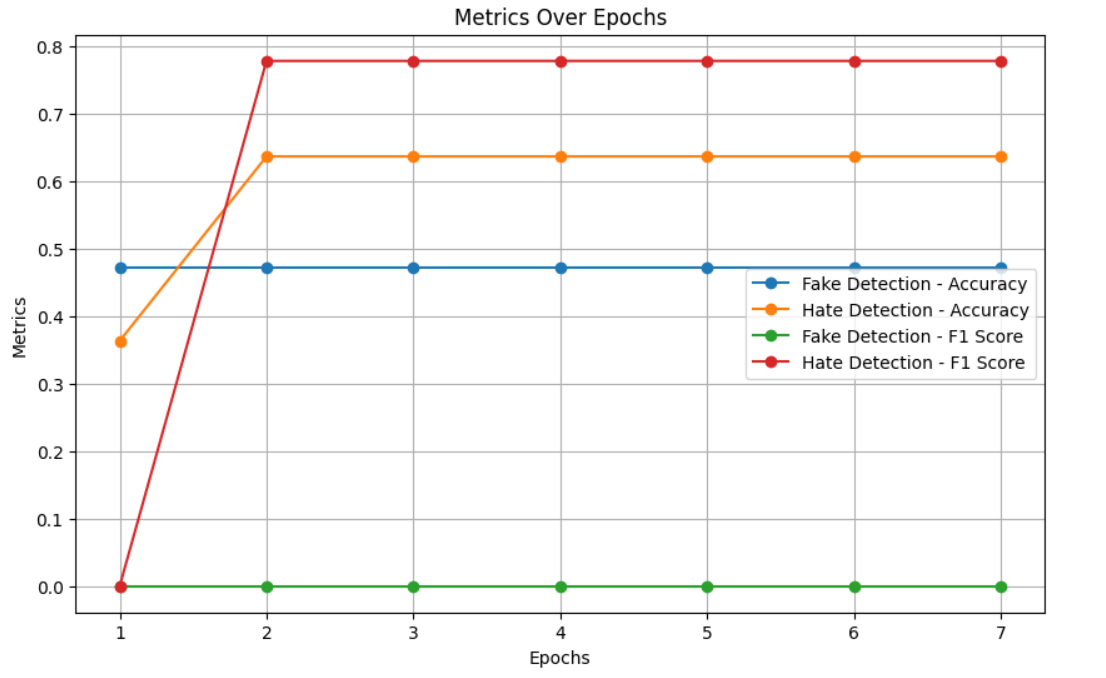 Metrics Over Epochs
Metrics
0.8
0.7
0.6
0.5
0.4
0.3
0.2
0.1
0.0
Fake Detection - Accuracy
Hate Detection - Accuracy
Fake Detection - F1 Score
Hate Detection - F1 Score
1 2 3 4 5 6 7
Epochs